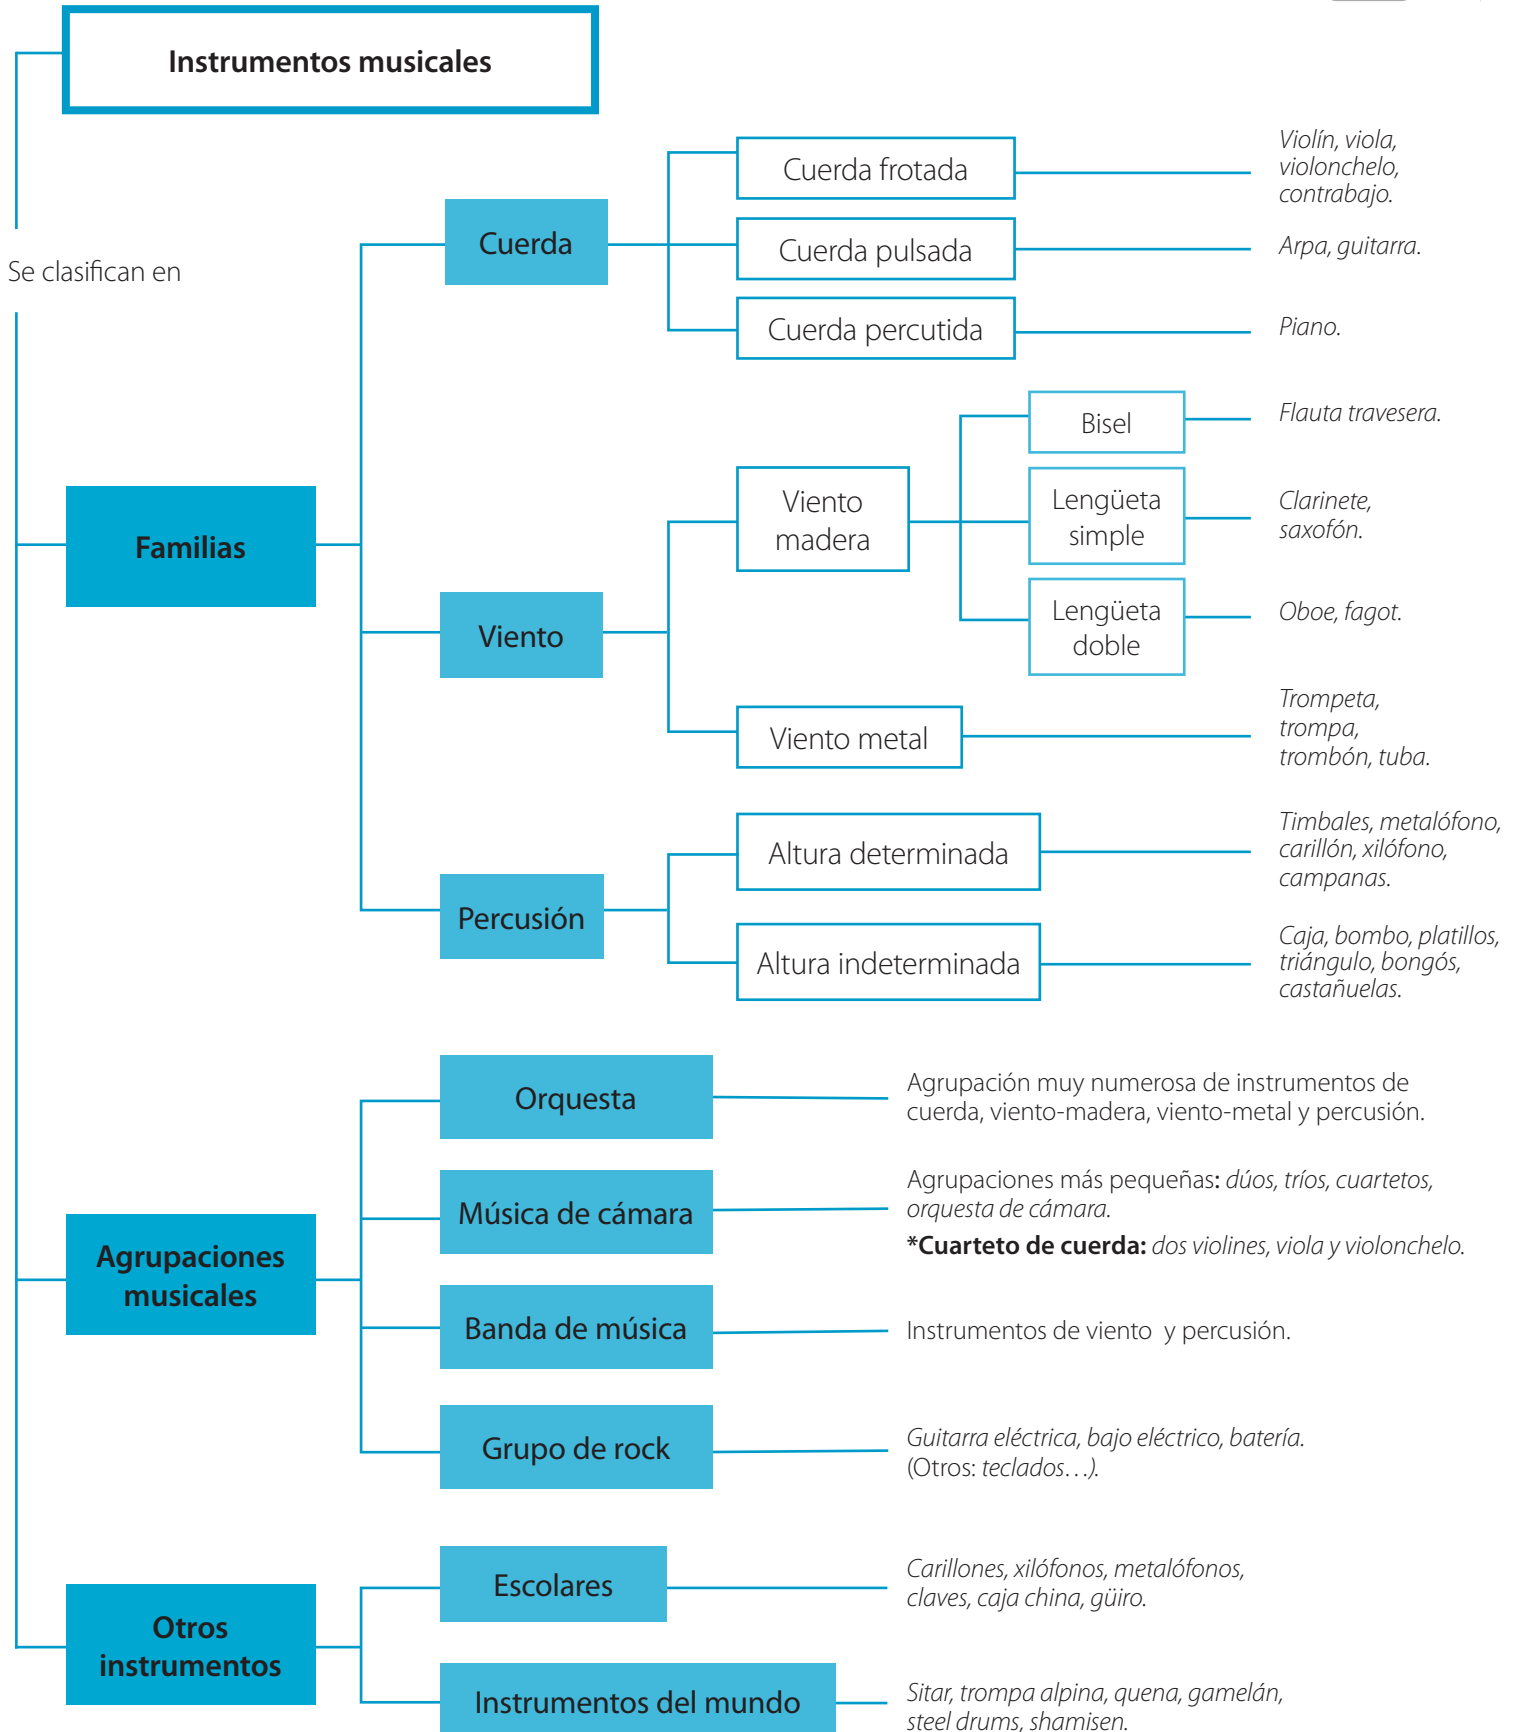 Instrumentos musicales
Se clasifican en
Familias
Cuerda
Cuerda frotada
Violín, viola,
violonchelo,
contrabajo.
Cuerda pulsada
Arpa, guitarra.
Cuerda percutida
Piano.
Viento
Viento
madera
Bisel
Flauta travesera.
Lengüeta
simple
Clarinete,
saxofón.
Lengüeta
doble
Oboe, fagot.
Viento metal
Trompeta,
trompa,
trombón, tuba.
Percusión
Altura determinada
Timbales, metalófono,
carillón, xilófono,
campanas.
Altura indeterminada
Caja, bombo, platillos,
triángulo, bongós,
castañuelas.
Agrupaciones
musicales
Orquesta
Agrupación muy numerosa de instrumentos de
cuerda, viento-madera, viento-metal y percusión.
Música de cámara
Agrupaciones más pequeñas: dúos, tríos, cuartetos,
orquesta de cámara.
*Cuarteto de cuerda: dos violines, viola y violonchelo.
Banda de música
Instrumentos de viento y percusión.
Grupo de rock
Guitarra eléctrica, bajo eléctrico, batería.
(Otros: teclados…).
Otros
instrumentos
Escolares
Carillones, xilófonos, metalófonos,
claves, caja china, güiro.
Instrumentos del mundo
Sitar, trompa alpina, quena, gamelán,
steel drums, shamisen.